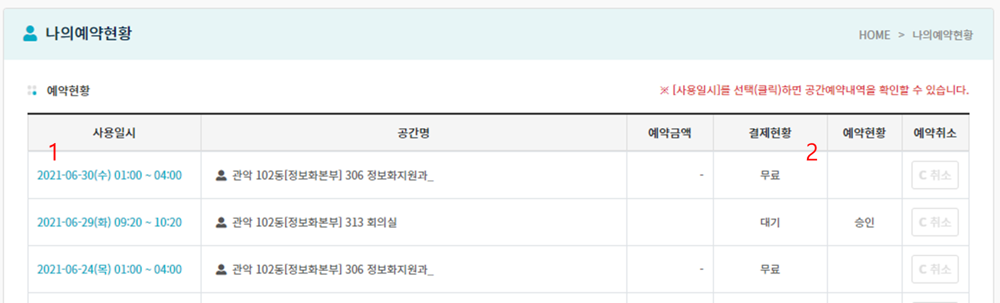 나의예약현황
HOME > 나의예약현황
예약현황
※ [사용일시]를 선택(클릭)하면 공간예약내역을 확인할 수 있습니다.
사용일시 공간명 예약금액 결제현황 예약현황 예약취소
1 2
2021-06-30(수) 01:00 ~ 04:00 관악 102동[정보화본부] 306 정보화지원과_ - 무료 C 취소
2021-06-29(화) 09:20 ~ 10:20 관악 102동[정보화본부] 313 회의실 대기 승인 C 취소
2021-06-24(목) 01:00 ~ 04:00 관악 102동[정보화본부] 306 정보화지원과_ - 무료 C 취소